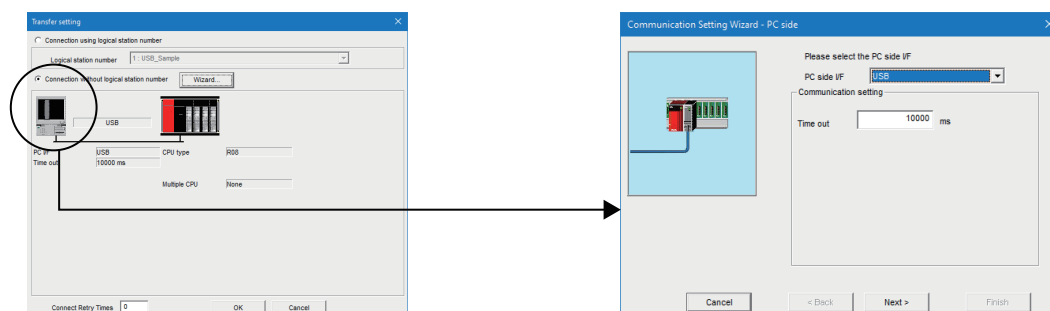 Transfer setting
Connection using logical station number
Logical station number 1 : USB_Sample
Connection without logical station number Wizard...
USB
PC I/F USB CPU type R08
Time out 10000 ms
Multiple CPU None
Connect Retry Times 0 OK Cancel
Communication Setting Wizard - PC side
Please select the PC side I/F
PC side I/F USB
Communication setting
Time out 10000 ms
Cancel < Back Next > Finish